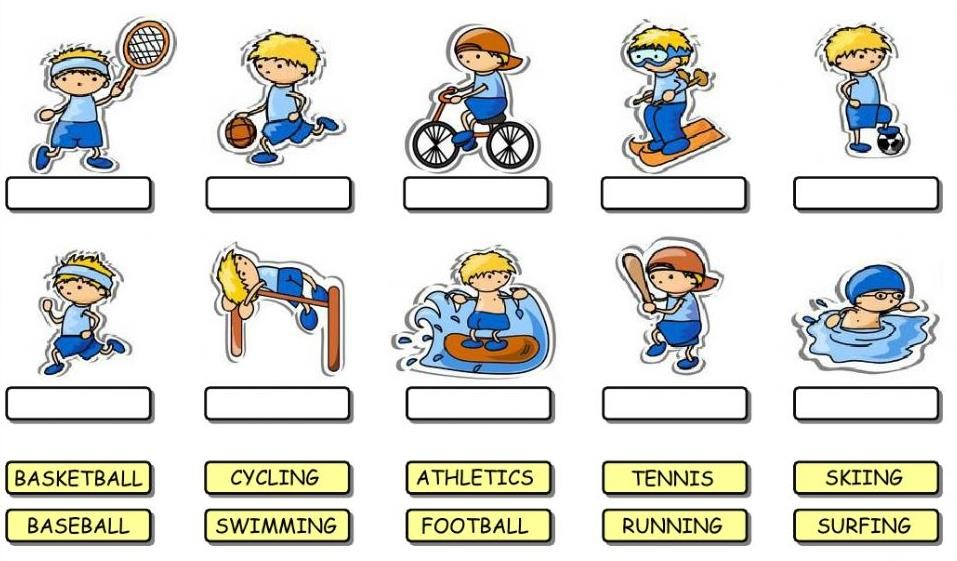 BASKETBALL CYCLING ATHLETICS TENNIS SKIING
BASEBALL SWIMMING FOOTBALL RUNNING SURFING